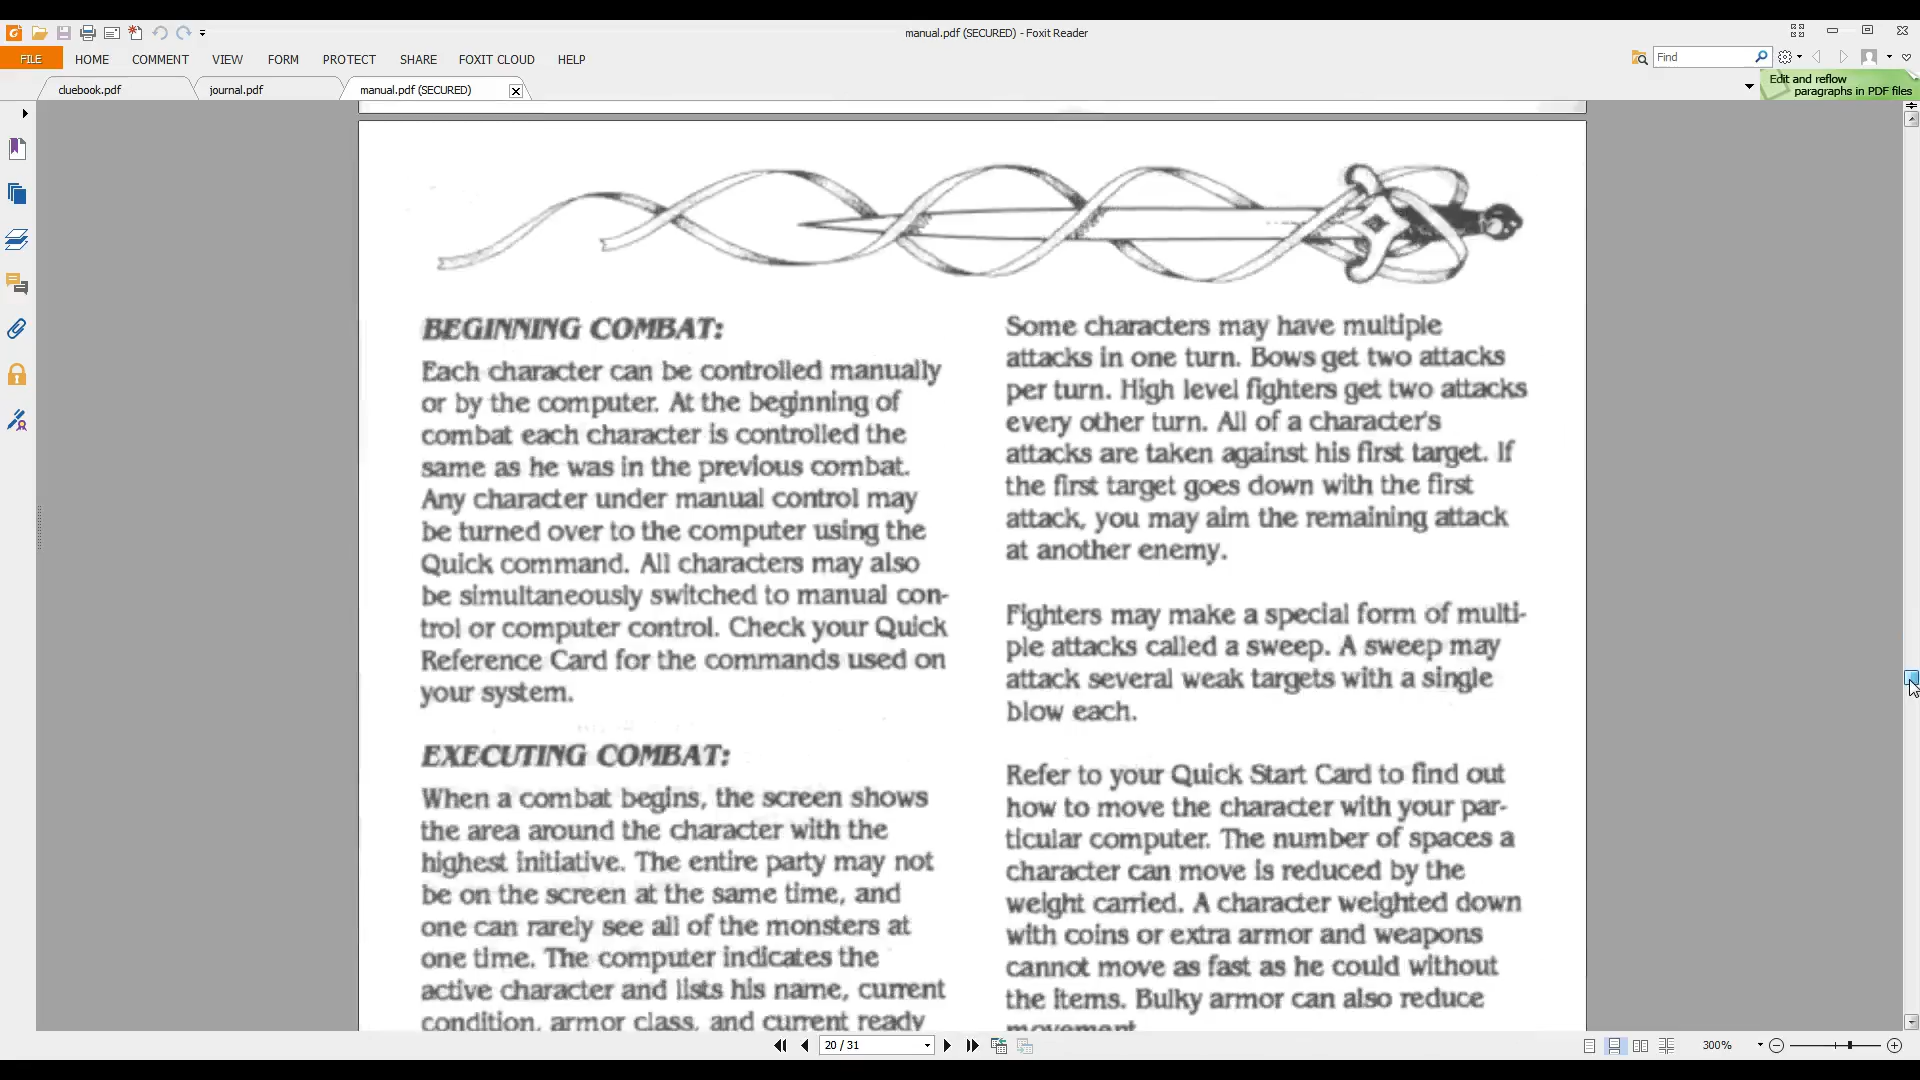 manual.pdf (SECURED) - Foxit Reader
FILE HOME COMMENT VIEW FORM PROTECT SHARE FOXIT CLOUD HELP
Find
Edit and reflow
paragraphs in PDF files
cluebook.pdf journal.pdf manual.pdf (SECURED)
BEGINNING COMBAT:
Each character can be controlled manually
or by the computer. At the beginning of
combat each character is controlled the
same as he was in the previous combat.
Any character under manual control may
be turned over to the computer using the
Quick command. All characters may also
be simultaneously switched to manual con-
trol or computer control. Check your Quick
Reference Card for the commands used on
your system.
EXECUTING COMBAT:
When a combat begins, the screen shows
the area around the character with the
highest initiative. The entire party may not
be on the screen at the same time, and
one can rarely see all of the monsters at
one time. The computer indicates the
active character and lists his name, current
condition, armor class, and current ready
Some characters may have multiple
attacks in one turn. Bows get two attacks
per turn. High level fighters get two attacks
every other turn. All of a character's
attacks are taken against his first target. If
the first target goes down with the first
attack, you may aim the remaining attack
at another enemy.
Fighters may make a special form of multi-
ple attacks called a sweep. A sweep may
attack several weak targets with a single
blow each.
Refer to your Quick Start Card to find out
how to move the character with your par-
ticular computer. The number of spaces a
character can move is reduced by the
weight carried. A character weighted down
with coins or extra armor and weapons
cannot move as fast as he could without
the items. Bulky armor can also reduce
movement.
20 / 31
300%